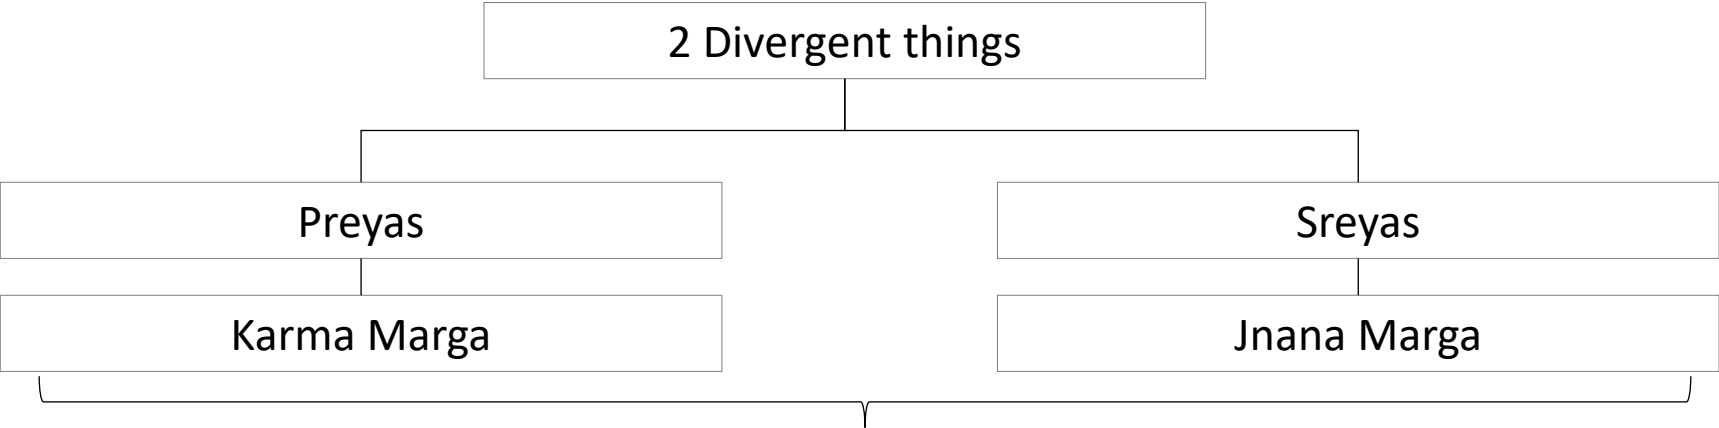 2 Divergent things
Preyas
Sreyas
Karma Marga
Jnana Marga